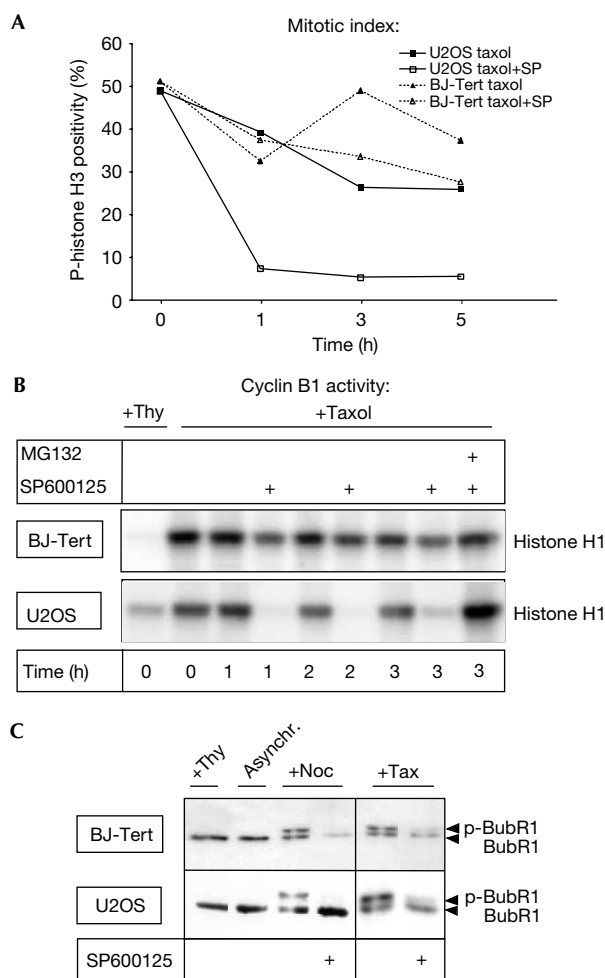 A
Mitotic index:
U2OS taxol
U2OS taxol+SP
BJ-Tert taxol
BJ-Tert taxol+SP
P-histone H3 positivity (%)
60
50
40
30
20
10
0
0 1 3 5
Time (h)
B
Cyclin B1 activity:
+Thy +Taxol
MG132 +
SP600125 + + + +
BJ-Tert Histone H1
U2OS Histone H1
Time (h) 0 0 1 1 2 2 3 3 3
C
+Thy Asynchr. +Noc +Tax
BJ-Tert p-BubR1
BubR1
U2OS p-BubR1
BubR1
SP600125 + +